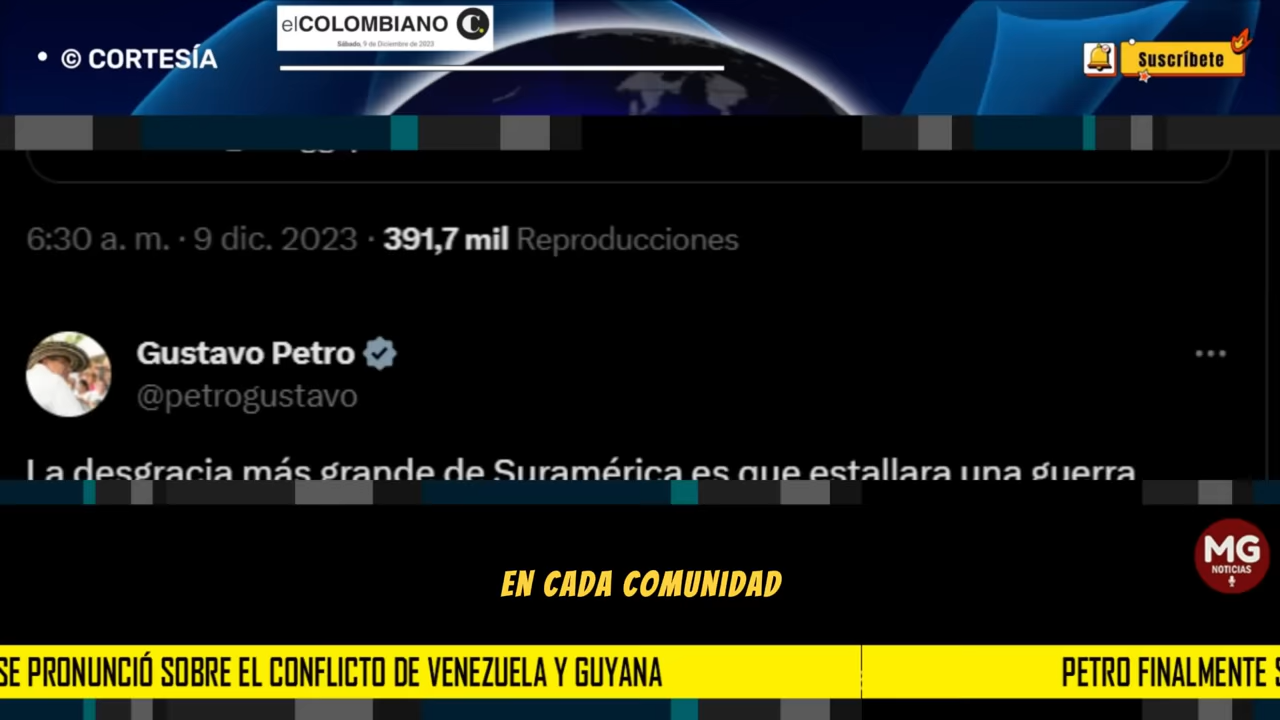 elCOLOMBIANO C.
Sábado, 9 de Diciembre de 2023
• © CORTESÍA
Suscríbete
6:30 a. m. · 9 dic. 2023 · 391,7 mil Reproducciones
Gustavo Petro
@petrogustavo
La desgracia más grande de Suramérica es que estallara una guerra
MG
NOTICIAS
EN CADA COMUNIDAD
SE PRONUNCIÓ SOBRE EL CONFLICTO DE VENEZUELA Y GUYANA PETRO FINALMENTE S